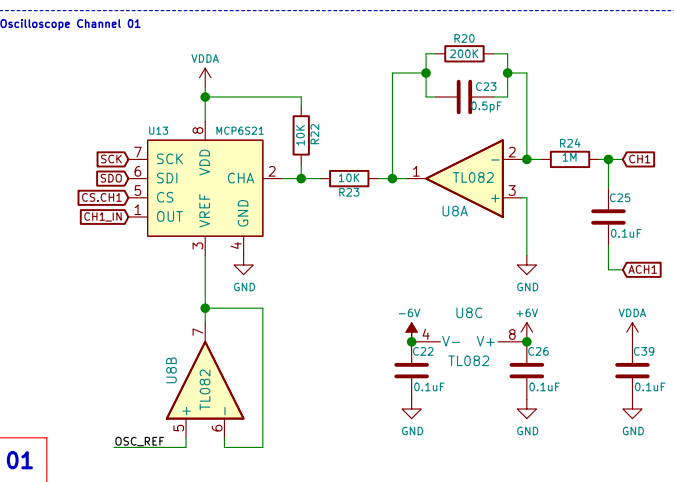 Oscilloscope Channel 01
R20
200K
C23
0.5pF
VDDA
U13
MCP6S21
8
10K
R22
SCK
7
SCK
VDD
SDO
6
SDI
CHA
2
10K
R23
CS.CH1
5
CS
CH1_IN
1
OUT
VREF
GND
3
4
GND
1
TL082
U8A
-
2
+
3
GND
R24
1M
CH1
C25
0.1uF
ACH1
7
U8B
TL082
+
-
5
6
OSC_REF
-6V
U8C
+6V
VDDA
4
V-
V+
8
TL082
C22
0.1uF
C26
0.1uF
C39
0.1uF
GND
GND
GND
01